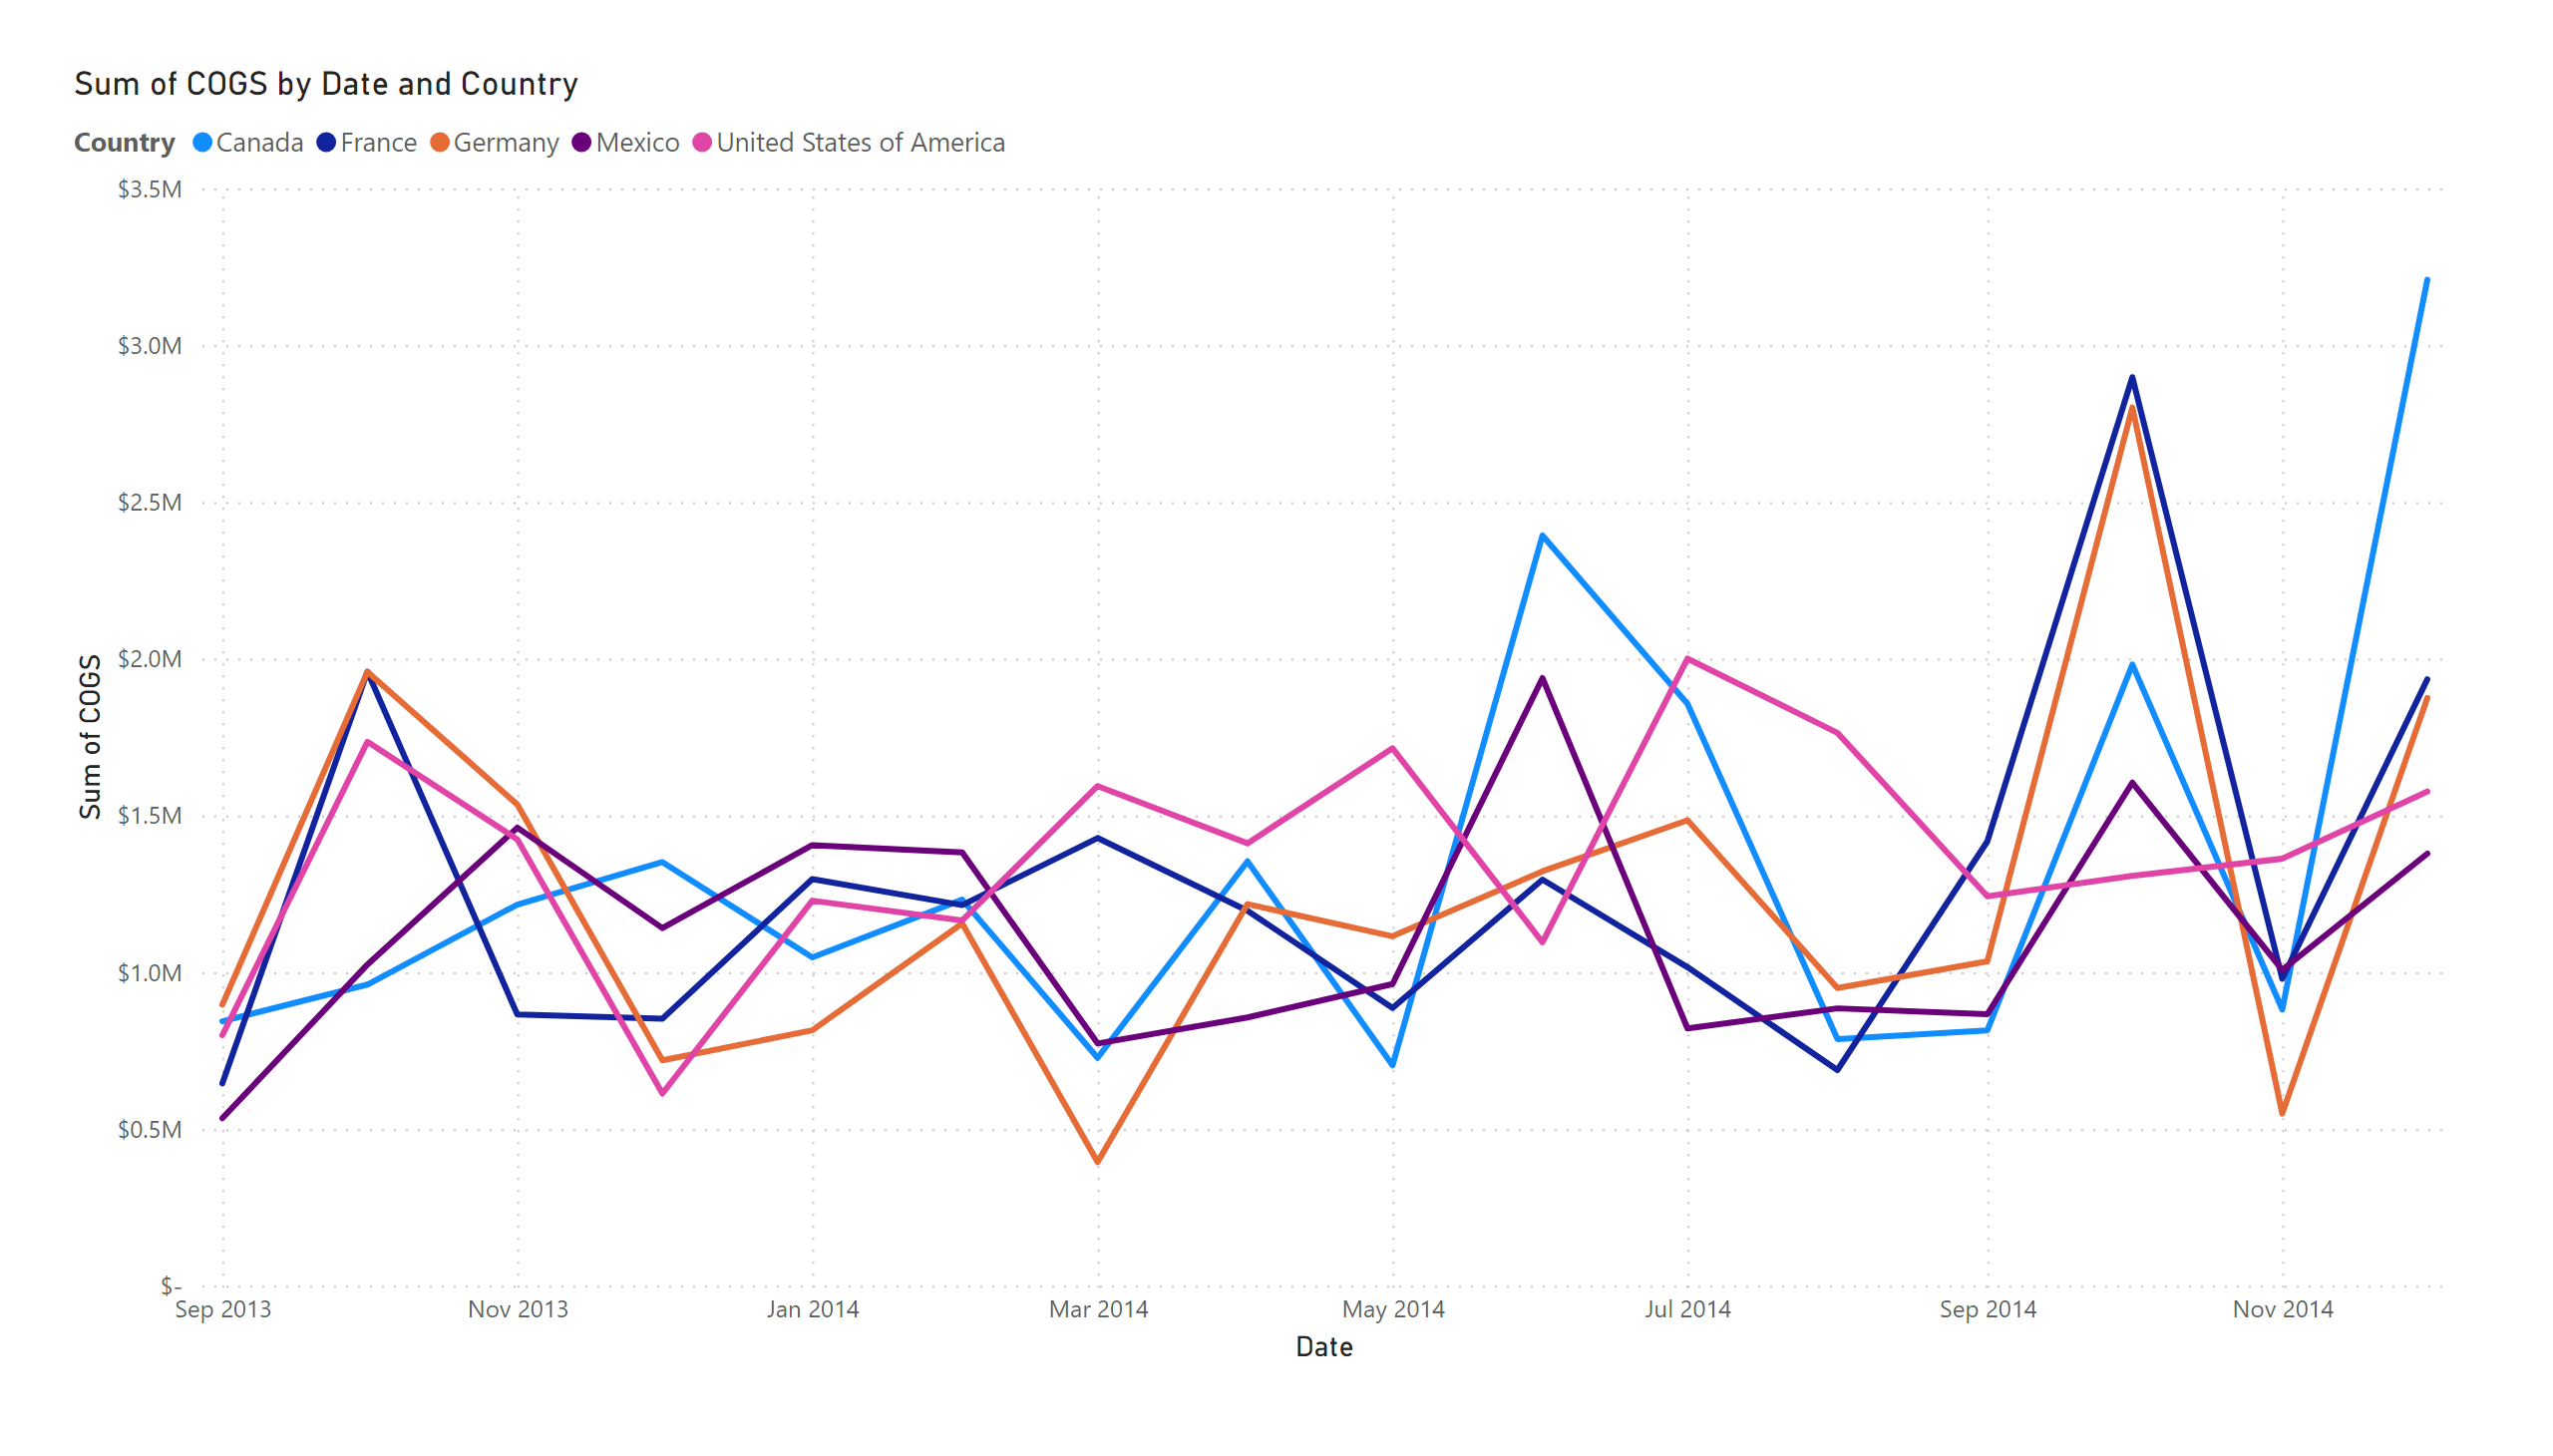 Sum of COGS by Date and Country
Country Canada France Germany Mexico United States of America
$3.5M
$3.0M
$2.5M
$2.0M
$1.5M
$1.0M
$0.5M
$-
Sum of COGS
Sep 2013 Nov 2013 Jan 2014 Mar 2014 May 2014 Jul 2014 Sep 2014 Nov 2014
Date